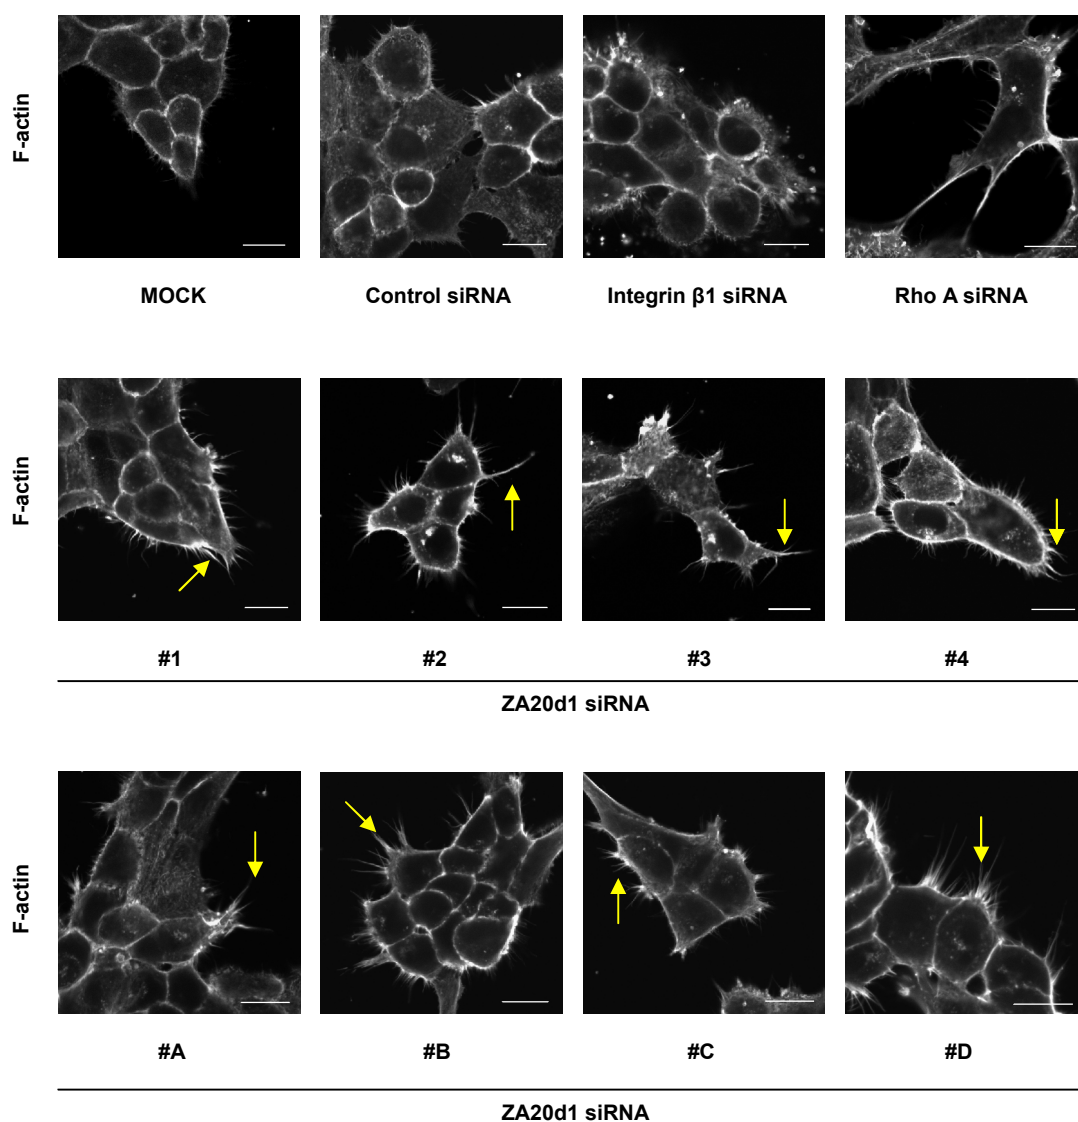 F-actin
MOCK
Control siRNA
Integrin β1 siRNA
Rho A siRNA
F-actin
#1
#2
#3
#4
ZA20d1 siRNA
F-actin
#A
#B
#C
#D
ZA20d1 siRNA